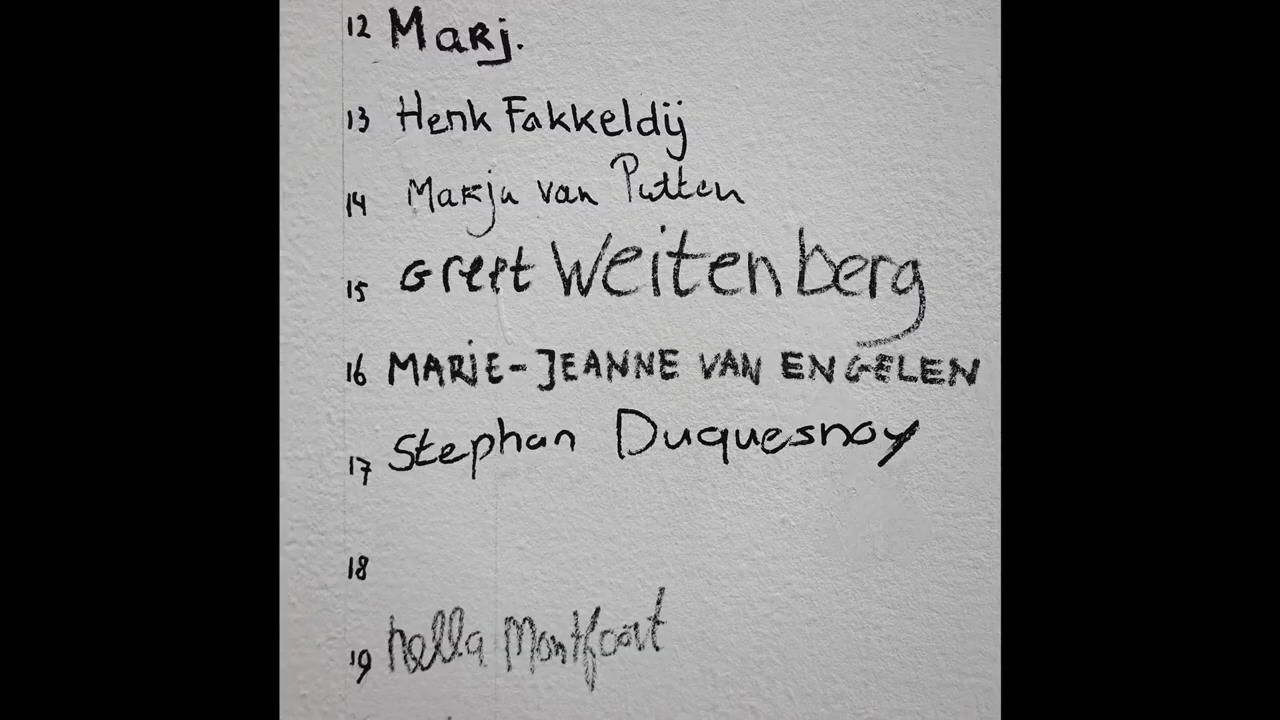 12 Marj.
13 Henk Fakkeldij
14 Marja van Putten
15 Greet Weitenberg
16 MARIE-JEANNE VAN ENGELEN
17 Stephan Duquesnoy
18
19 hella Montfoort